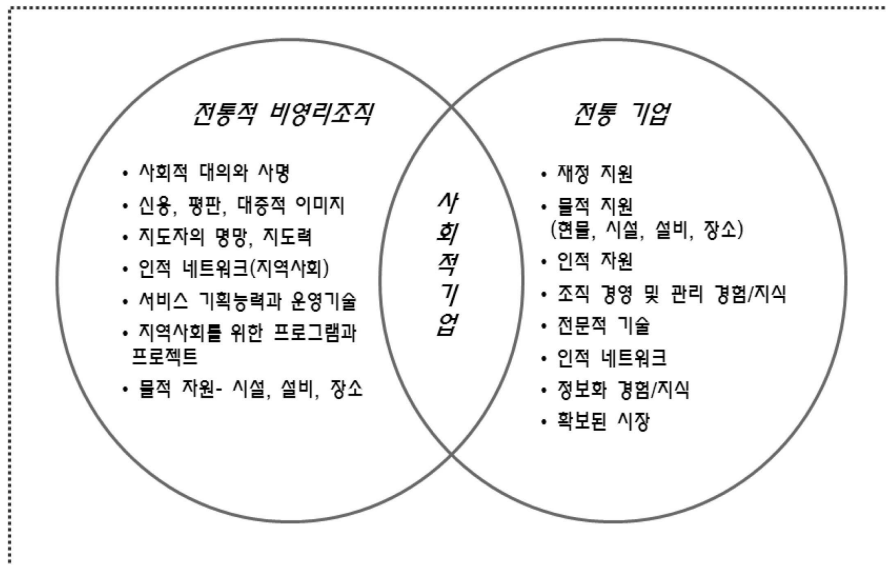 전통적 비영리조직
• 사회적 대의와 사명
• 신용, 평판, 대중적 이미지
• 지도자의 명망, 지도력
• 인적 네트워크(지역사회)
• 서비스 기획능력과 운영기술
• 지역사회를 위한 프로그램과
프로젝트
• 물적 자원- 시설, 설비, 장소
사
회
적
기
업
전통 기업
• 재정 지원
• 물적 지원
(현물, 시설, 설비, 장소)
• 인적 자원
• 조직 경영 및 관리 경험/지식
• 전문적 기술
• 인적 네트워크
• 정보화 경험/지식
• 확보된 시장